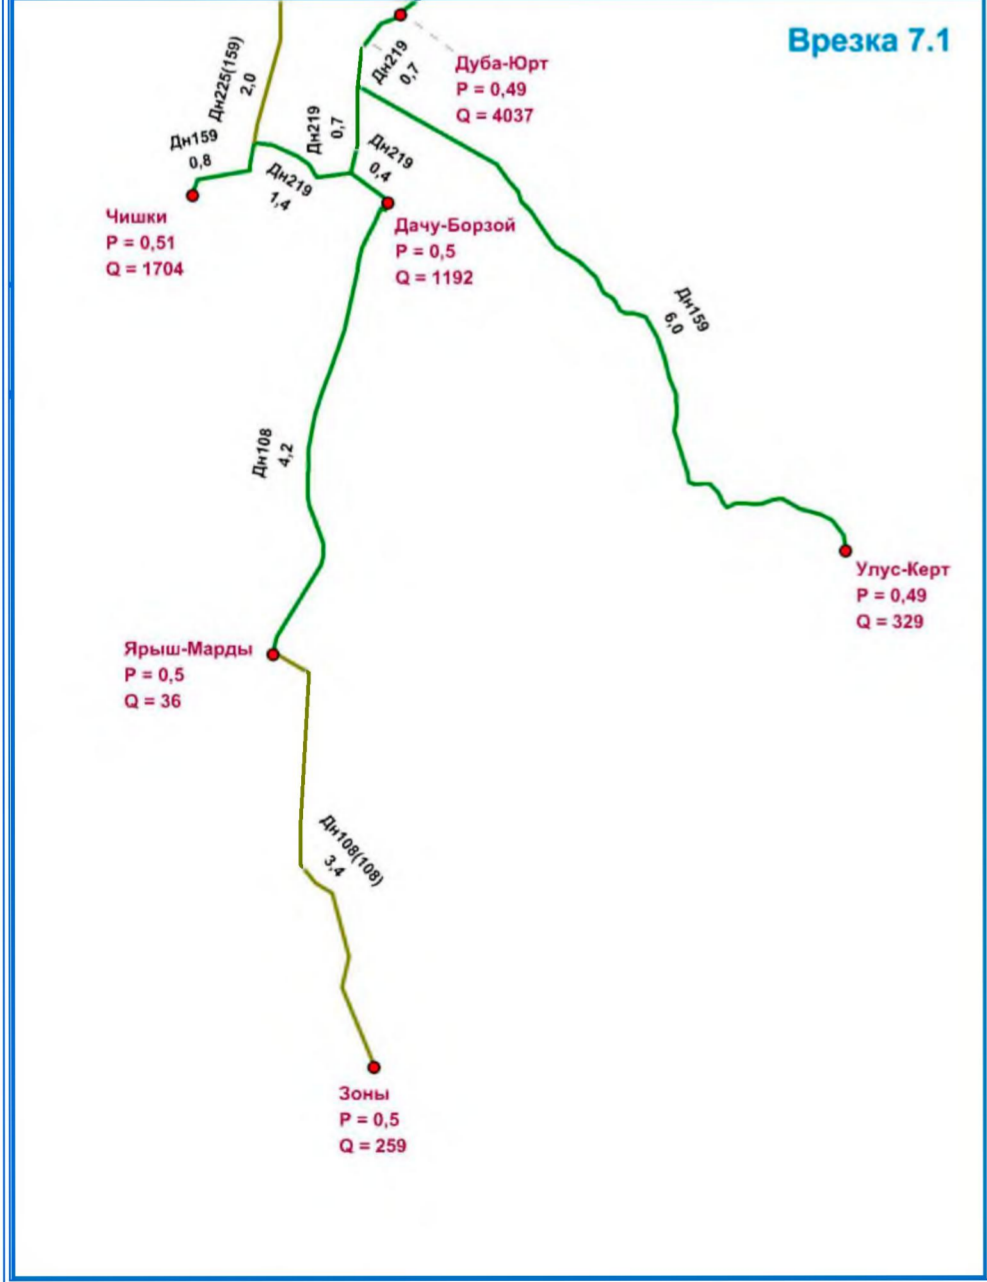 Врезка 7.1
Дн225(159)
2,0
Дн219
0,7
Дуба-Юрт
P = 0,49
Q = 4037
Дн159
0,8
Дн219
0,7
Дн219
0,4
Дн219
1,4
Чишки
P = 0,51
Q = 1704
Дачу-Борзой
P = 0,5
Q = 1192
Дн159
6,0
Дн108
4,2
Улус-Керт
P = 0,49
Q = 329
Ярыш-Марды
P = 0,5
Q = 36
Дн108(108)
3,4
Зоны
P = 0,5
Q = 259